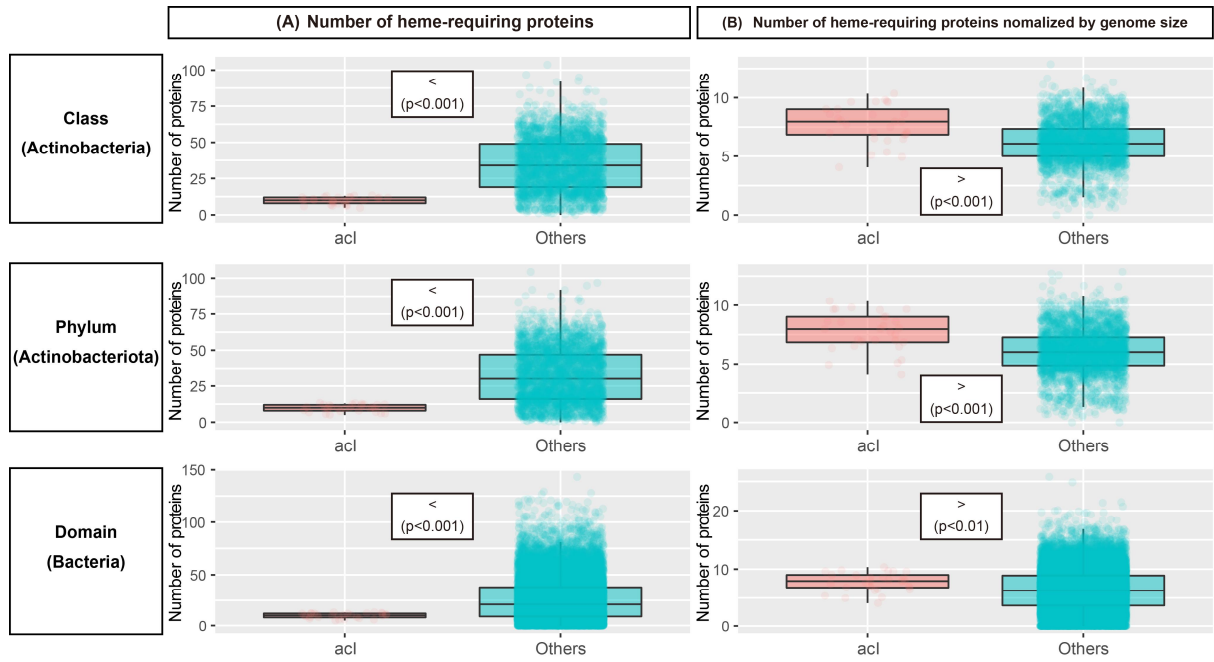 (A) Number of heme-requiring proteins
(B) Number of heme-requiring proteins nomalized by genome size
Class
(Actinobacteria)
Number of proteins
100
75
50
25
0
<
(p<0.001)
acI
Others
Number of proteins
10
5
0
>
(p<0.001)
acI
Others
Phylum
(Actinobacteriota)
Number of proteins
100
75
50
25
0
<
(p<0.001)
acI
Others
Number of proteins
10
5
0
>
(p<0.001)
acI
Others
Domain
(Bacteria)
Number of proteins
150
100
50
0
<
(p<0.001)
acI
Others
Number of proteins
20
10
0
>
(p<0.01)
acI
Others